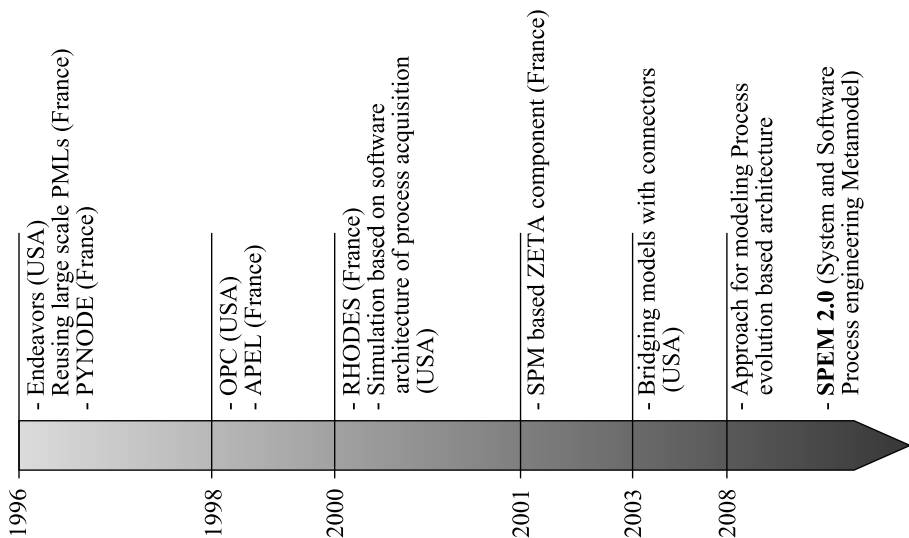 1996
- Endeavors (USA)
Reusing large scale PMLs (France)
- PYNODE (France)
1998
- OPC (USA)
- APEL (France)
2000
- RHODES (France)
- Simulation based on software
architecture of process acquisition
(USA)
2001
- SPM based ZETA component (France)
2003
- Bridging models with connectors
(USA)
2008
- Approach for modeling Process
evolution based architecture
- SPEM 2.0 (System and Software
Process engineering Metamodel)